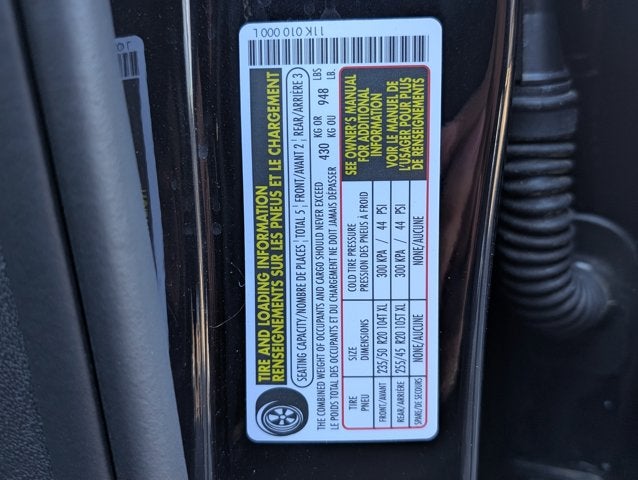 11K 010 000 L
TIRE AND LOADING INFORMATION
RENSEIGNEMENTS SUR LES PNEUS ET LE CHARGEMENT
SEATING CAPACITY/NOMBRE DE PLACES TOTAL 5 FRONT/AVANT 2 REAR/ARRIÈRE 3
THE COMBINED WEIGHT OF OCCUPANTS AND CARGO SHOULD NEVER EXCEED 430 KG OR 948 LBS
LE POIDS TOTAL DES OCCUPANTS ET DU CHARGEMENT NE DOIT JAMAIS DÉPASSER KG OU LB.
TIRE SIZE COLD TIRE PRESSURE
PNEU DIMENSIONS PRESSION DES PNEUS À FROID
FRONT/AVANT 235/50 R20 104T XL 300 KPA / 44 PSI
REAR/ARRIÈRE 255/45 R20 105T XL 300 KPA / 44 PSI
SPARE/DE SECOURS NONE/AUCUNE NONE/AUCUNE
SEE OWNER'S MANUAL
FOR ADDITIONAL
INFORMATION
VOIR LE MANUEL DE
L'USAGER POUR PLUS
DE RENSEIGNEMENTS